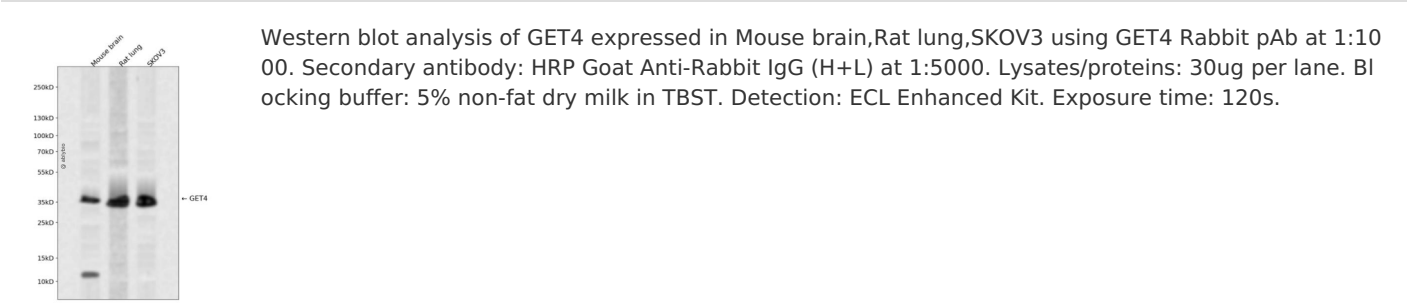 Mouse brain
Rat lung
SKOV3
250kD
130kD
100kD
70kD
55kD
35kD
25kD
15kD
10kD
@ abybio
← GET4
Western blot analysis of GET4 expressed in Mouse brain,Rat lung,SKOV3 using GET4 Rabbit pAb at 1:10
00. Secondary antibody: HRP Goat Anti-Rabbit IgG (H+L) at 1:5000. Lysates/proteins: 30ug per lane. Bl
ocking buffer: 5% non-fat dry milk in TBST. Detection: ECL Enhanced Kit. Exposure time: 120s.